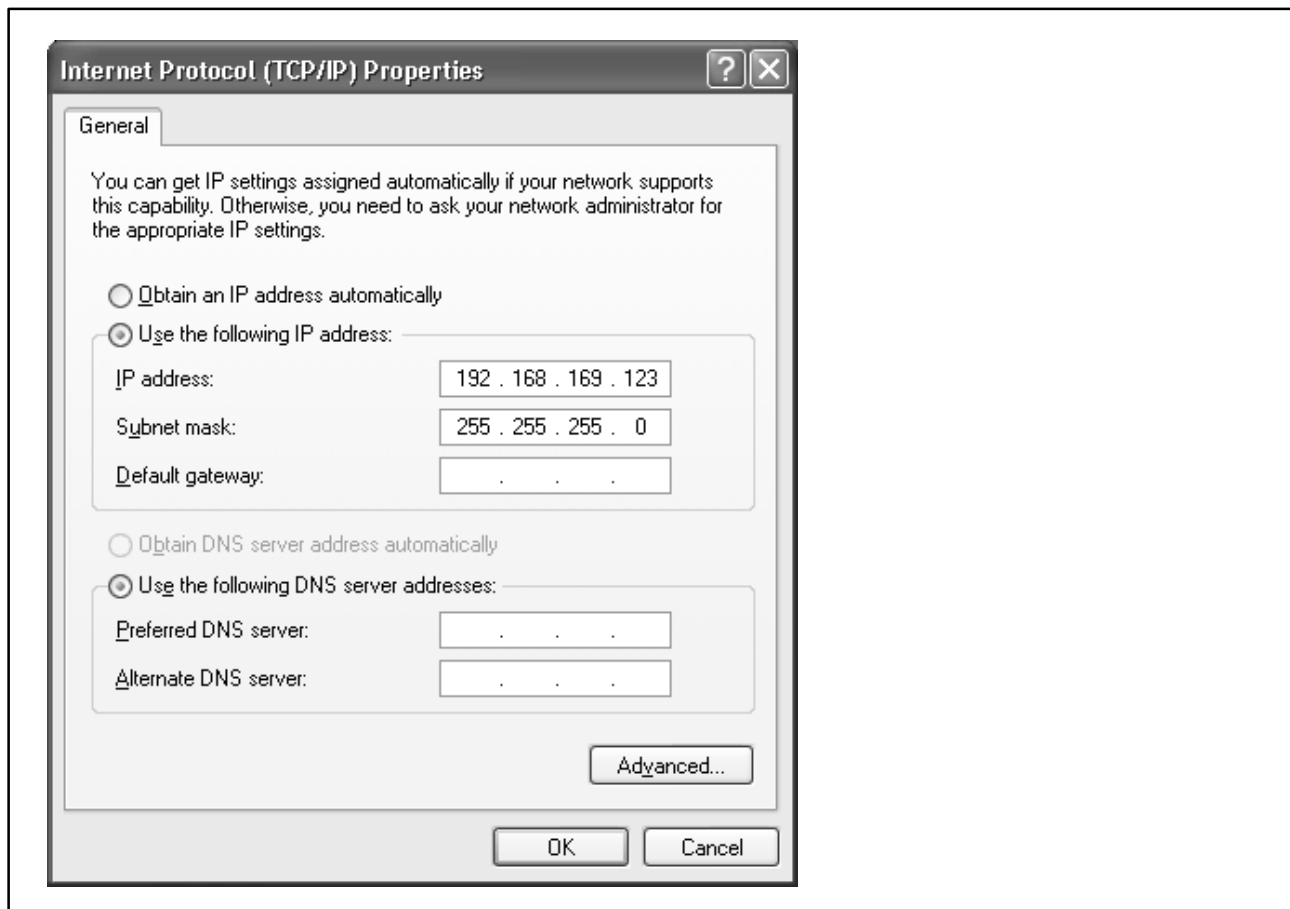 Internet Protocol (TCP/IP) Properties
General
You can get IP settings assigned automatically if your network supports
this capability. Otherwise, you need to ask your network administrator for
the appropriate IP settings.
Obtain an IP address automatically
Use the following IP address:
IP address: 192 . 168 . 169 . 123
Subnet mask: 255 . 255 . 255 . 0
Default gateway: . . .
Obtain DNS server address automatically
Use the following DNS server addresses:
Preferred DNS server: . . .
Alternate DNS server: . . .
Advanced...
OK Cancel